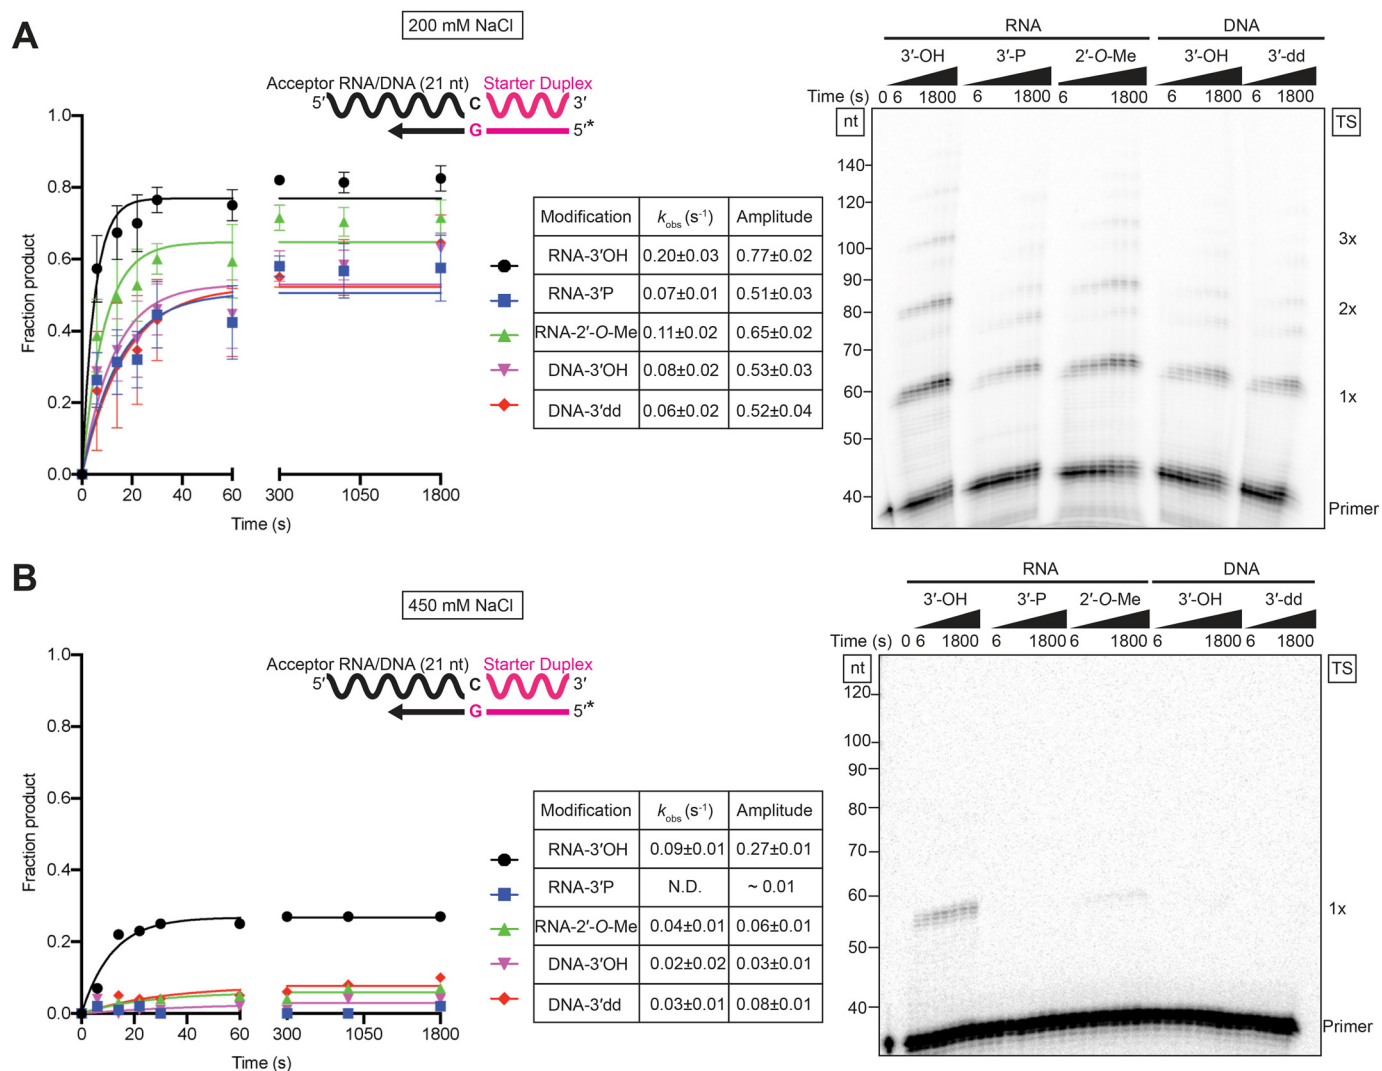 A
200 mM NaCl
Acceptor RNA/DNA (21 nt) Starter Duplex
5′ C 3′
G 5′*
Fraction product
1.0
0.8
0.6
0.4
0.2
0.0
0 20 40 60 300 1050 1800
Time (s)
Modification kobs (s-1) Amplitude
RNA-3′OH 0.20±0.03 0.77±0.02
RNA-3′P 0.07±0.01 0.51±0.03
RNA-2′-O-Me 0.11±0.02 0.65±0.02
DNA-3′OH 0.08±0.02 0.53±0.03
DNA-3′dd 0.06±0.02 0.52±0.04
RNA DNA
3′-OH 3′-P 2′-O-Me 3′-OH 3′-dd
Time (s) 0 6 1800 6 1800 6 1800 6 1800 6 1800
nt TS
140
120
100 3x
90
80 2x
70
60 1x
50
40
Primer
B
450 mM NaCl
Acceptor RNA/DNA (21 nt) Starter Duplex
5′ C 3′
G 5′*
Fraction product
1.0
0.8
0.6
0.4
0.2
0.0
0 20 40 60 300 1050 1800
Time (s)
Modification kobs (s-1) Amplitude
RNA-3′OH 0.09±0.01 0.27±0.01
RNA-3′P N.D. ~ 0.01
RNA-2′-O-Me 0.04±0.01 0.06±0.01
DNA-3′OH 0.02±0.02 0.03±0.01
DNA-3′dd 0.03±0.01 0.08±0.01
RNA DNA
3′-OH 3′-P 2′-O-Me 3′-OH 3′-dd
Time (s) 0 6 1800 6 1800 6 1800 6 1800 6 1800
nt TS
120
100
90
80
70
60 1x
50
40
Primer